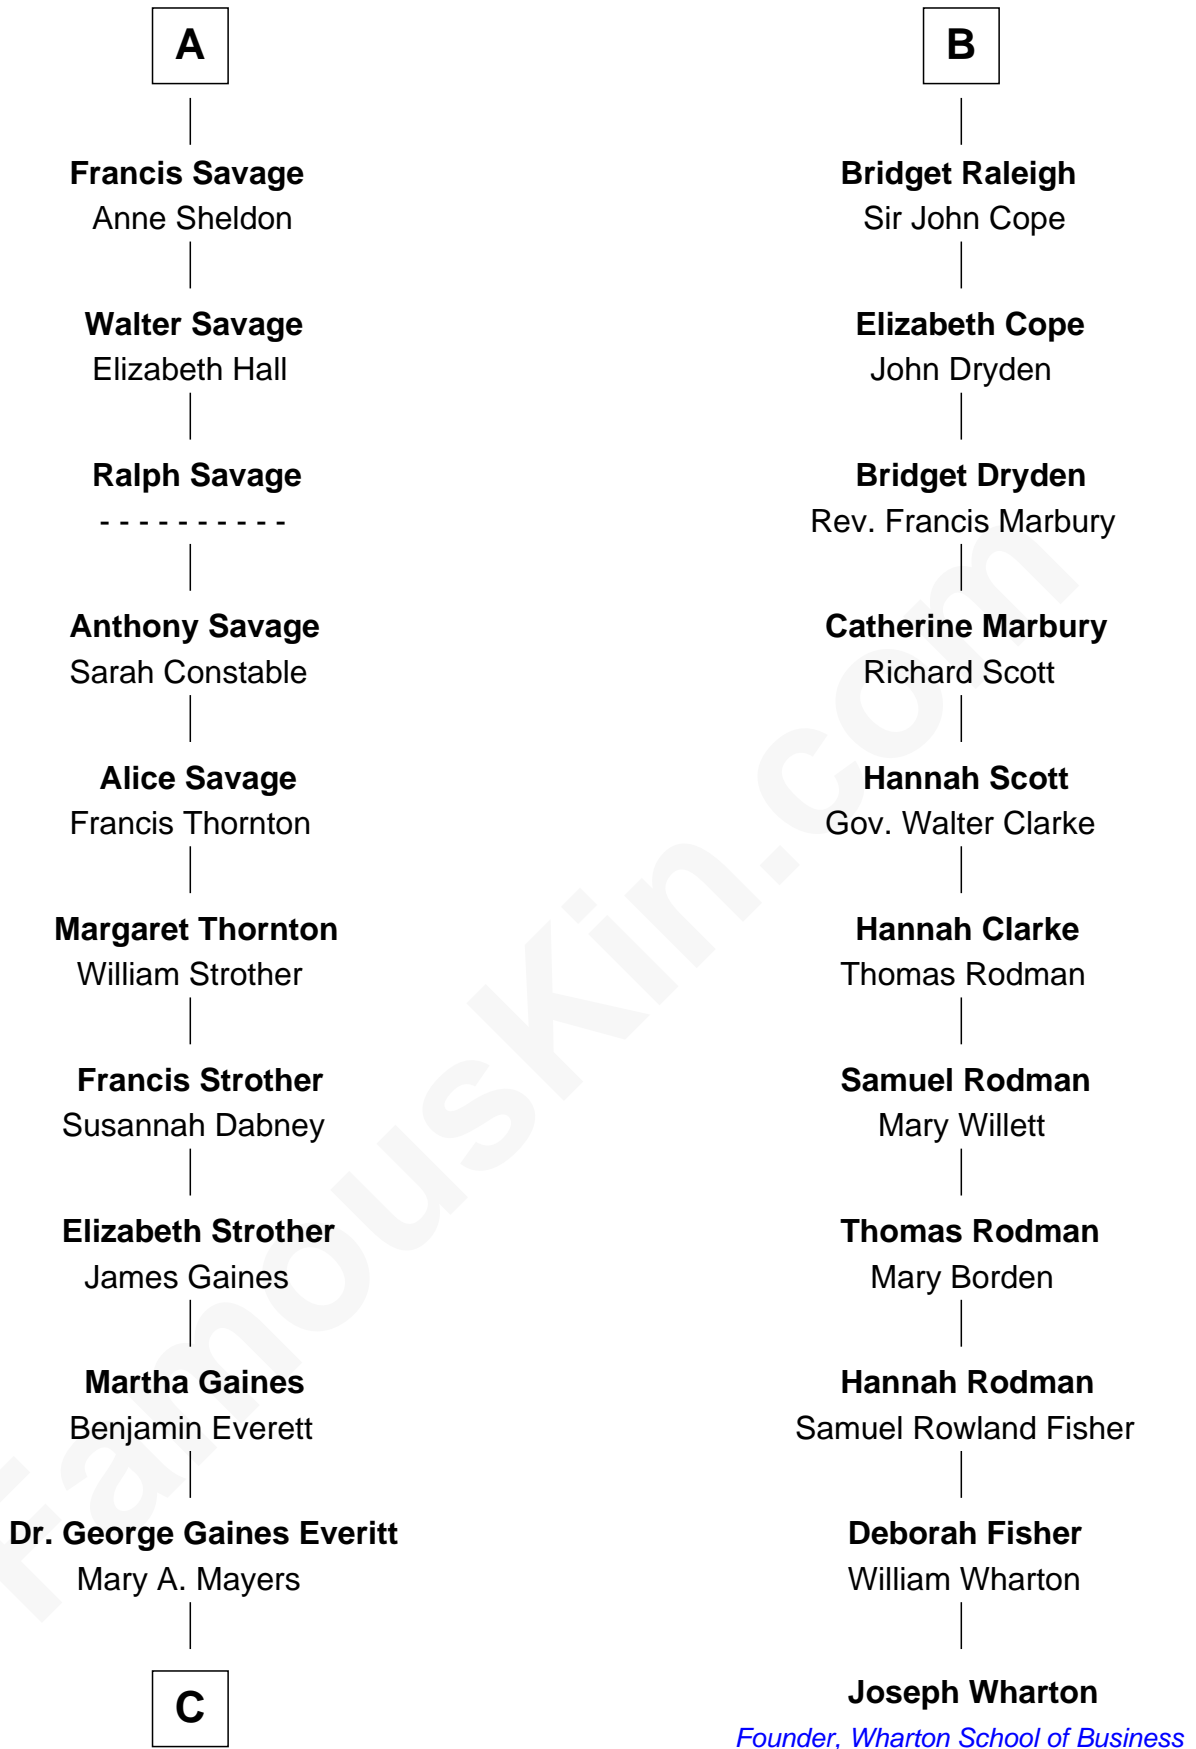 A
Francis Savage
Anne Sheldon
Walter Savage
Elizabeth Hall
Ralph Savage
- - - - - - - - - -
Anthony Savage
Sarah Constable
Alice Savage
Francis Thornton
Margaret Thornton
William Strother
Francis Strother
Susannah Dabney
Elizabeth Strother
James Gaines
Martha Gaines
Benjamin Everett
Dr. George Gaines Everitt
Mary A. Mayers
C
B
Bridget Raleigh
Sir John Cope
Elizabeth Cope
John Dryden
Bridget Dryden
Rev. Francis Marbury
Catherine Marbury
Richard Scott
Hannah Scott
Gov. Walter Clarke
Hannah Clarke
Thomas Rodman
Samuel Rodman
Mary Willett
Thomas Rodman
Mary Borden
Hannah Rodman
Samuel Rowland Fisher
Deborah Fisher
William Wharton
Joseph Wharton
Founder, Wharton School of Business
FamousKin.com